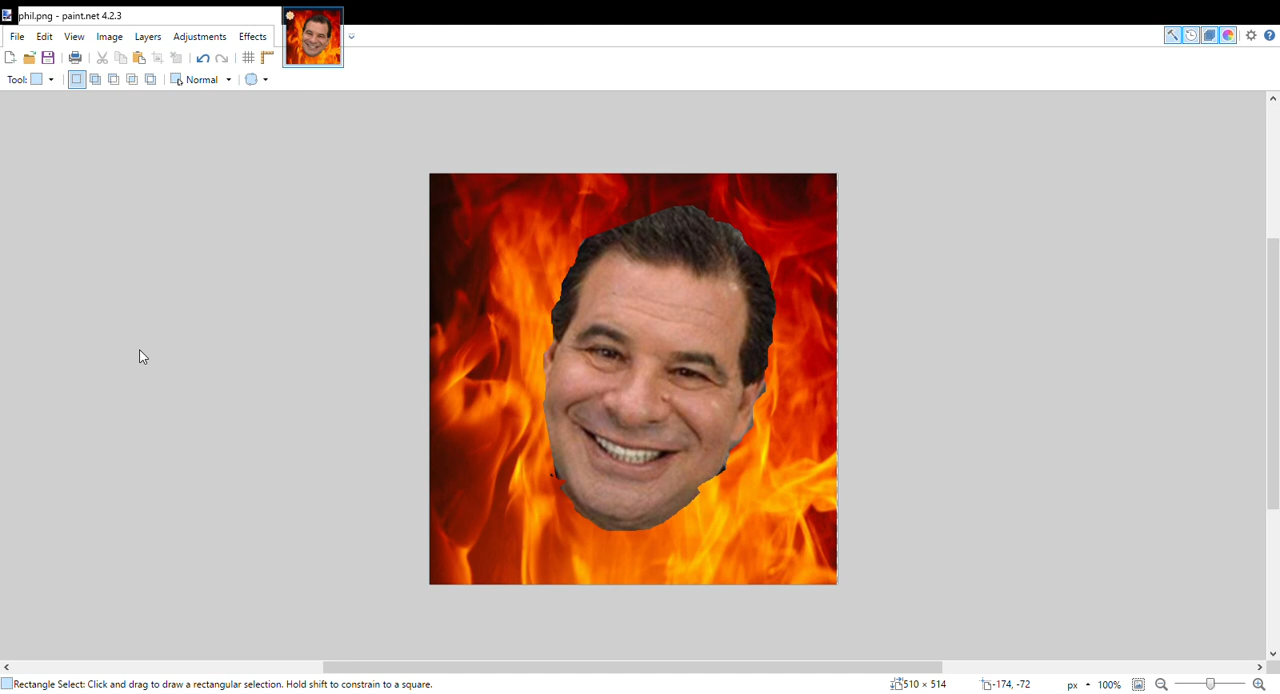 phil.png - paint.net 4.2.3
File Edit View Image Layers Adjustments Effects
Tool: Normal
Rectangle Select: Click and drag to draw a rectangular selection. Hold shift to constrain to a square.
510 × 514 -174, -72 px 100%